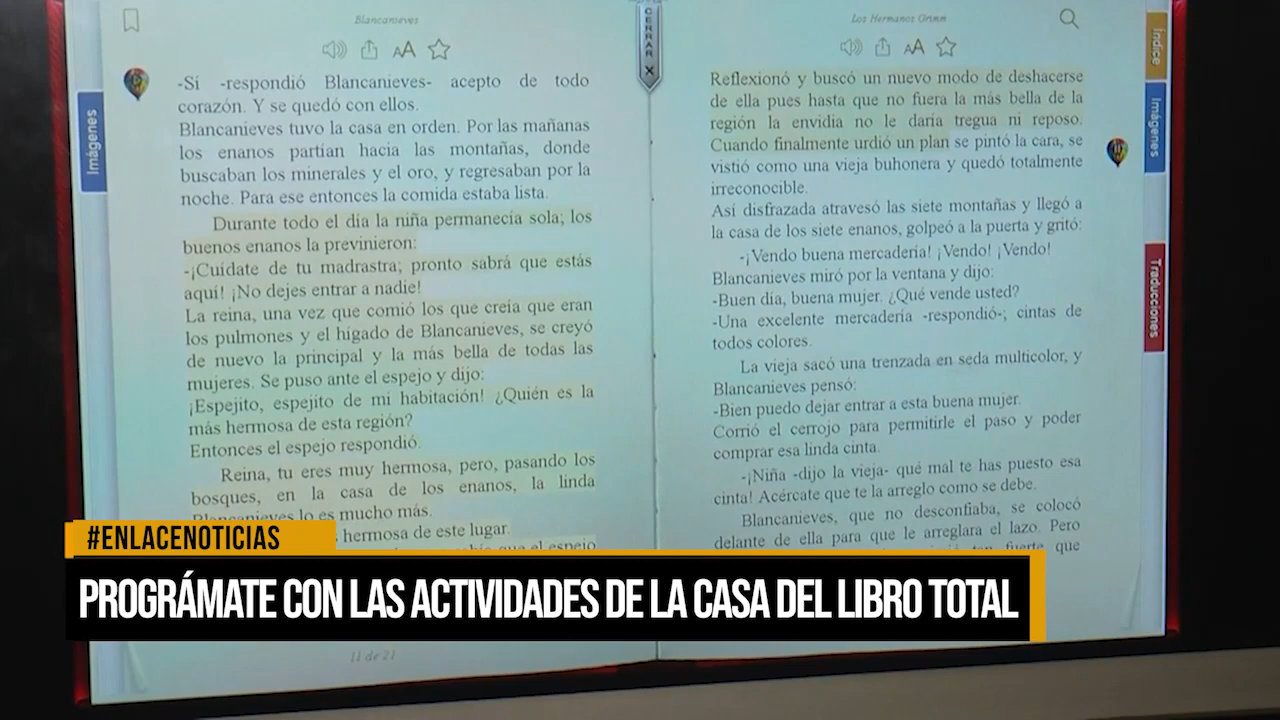 Blancanieves
AA
-Sí -respondió Blancanieves- acepto de todo
corazón. Y se quedó con ellos.
Blancanieves tuvo la casa en orden. Por las mañanas
los enanos partían hacia las montañas, donde
buscaban los minerales y el oro, y regresaban por la
noche. Para ese entonces la comida estaba lista.
Durante todo el día la niña permanecía sola; los
buenos enanos la previnieron:
-¡Cuídate de tu madrastra; pronto sabrá que estás
aquí! ¡No dejes entrar a nadie!
La reina, una vez que comió los que creía que eran
los pulmones y el hígado de Blancanieves, se creyó
de nuevo la principal y la más bella de todas las
mujeres. Se puso ante el espejo y dijo:
¡Espejito, espejito de mi habitación! ¿Quién es la
más hermosa de esta región?
Entonces el espejo respondió.
Reina, tu eres muy hermosa, pero, pasando los
bosques, en la casa de los enanos, la linda
Blancanieves lo es mucho más.
hermosa de este lugar.
que el espejo
11 de 21
Imágenes
CERRAR X
Los Hermanos Grimm
AA
Reflexionó y buscó un nuevo modo de deshacerse
de ella pues hasta que no fuera la más bella de la
región la envidia no le daría tregua ni reposo.
Cuando finalmente urdió un plan se pintó la cara, se
vistió como una vieja buhonera y quedó totalmente
irreconocible.
Así disfrazada atravesó las siete montañas y llegó a
la casa de los siete enanos, golpeó a la puerta y gritó:
-¡Vendo buena mercadería! ¡Vendo! ¡Vendo!
Blancanieves miró por la ventana y dijo:
-Buen día, buena mujer. ¿Qué vende usted?
-Una excelente mercadería -respondió-; cintas de
todos colores.
La vieja sacó una trenzada en seda multicolor, y
Blancanieves pensó:
-Bien puedo dejar entrar a esta buena mujer.
Corrió el cerrojo para permitirle el paso y poder
comprar esa linda cinta.
-¡Niña -dijo la vieja- qué mal te has puesto esa
cinta! Acércate que te la arreglo como se debe.
Blancanieves, que no desconfiaba, se colocó
delante de ella para que le arreglara el lazo. Pero
tan fuerte que
Índice
Imágenes
Traducciones
#ENLACENOTICIAS
PROGRÁMATE CON LAS ACTIVIDADES DE LA CASA DEL LIBRO TOTAL